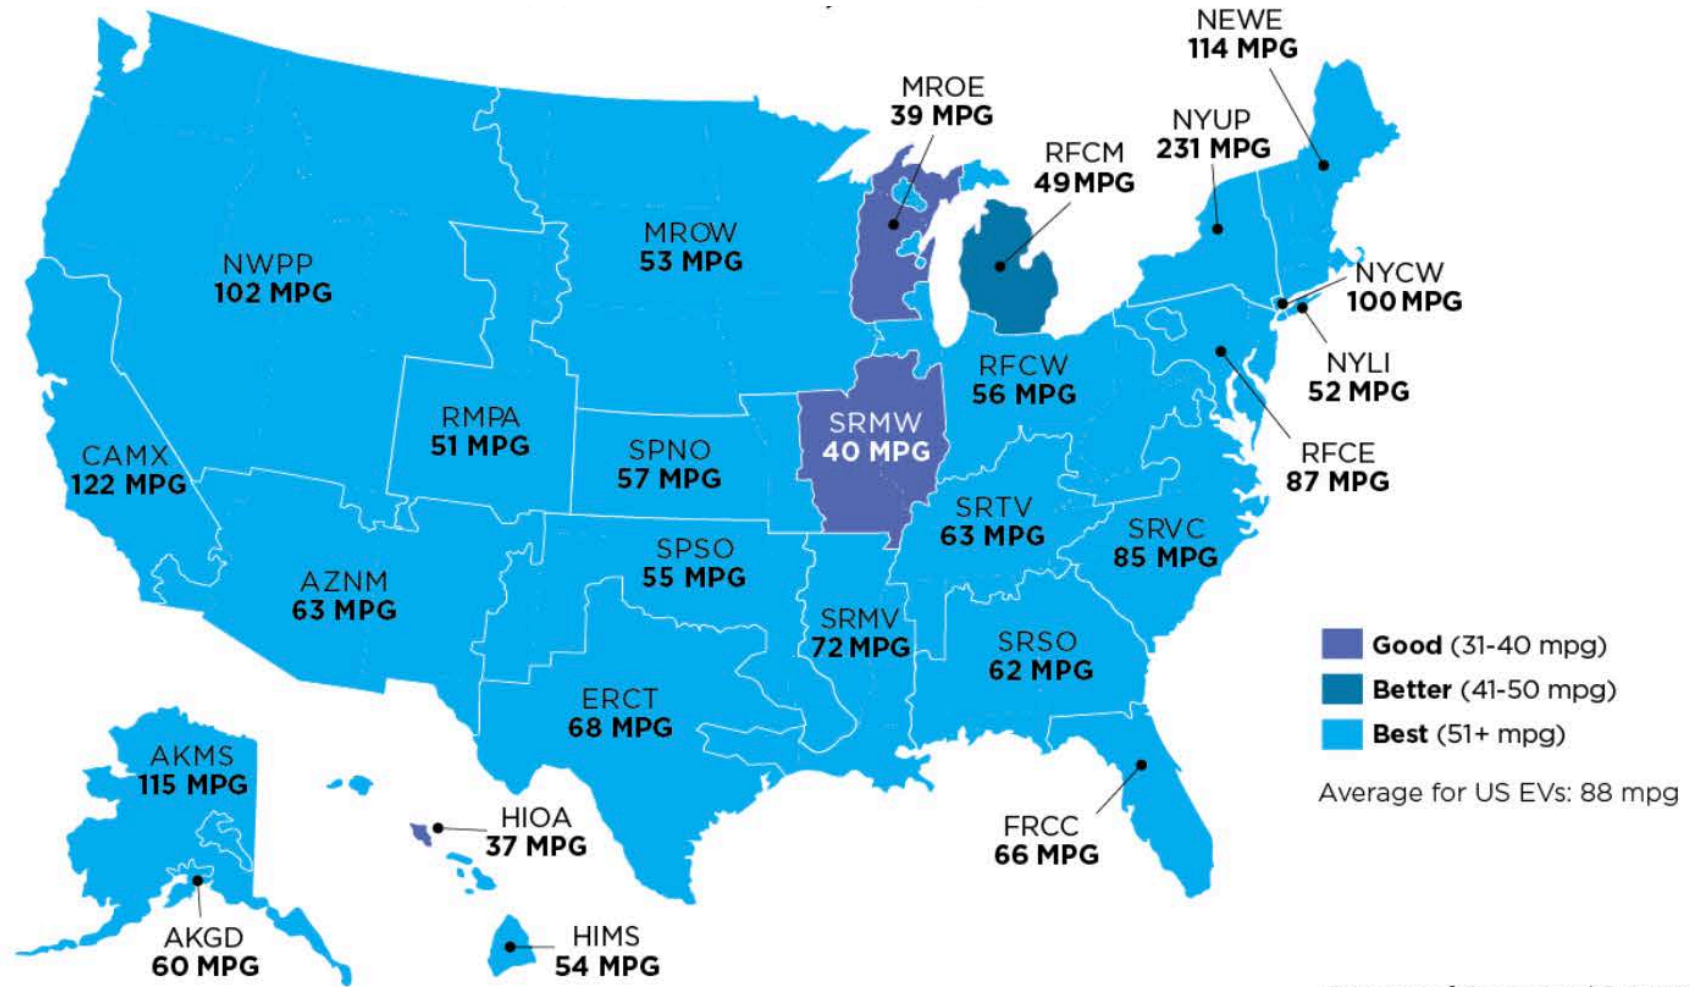 NEWE
114 MPG
MROE
39 MPG
NYUP
231 MPG
RFCM
49 MPG
MROW
53 MPG
NWPP
102 MPG
NYCW
100 MPG
NYLI
52 MPG
RFCW
56 MPG
RMPA
51 MPG
SRMW
40 MPG
SPNO
57 MPG
CAMX
122 MPG
RFCE
87 MPG
SRTV
63 MPG
SRVC
85 MPG
SPSO
55 MPG
AZNM
63 MPG
SRMV
72 MPG
SRSO
62 MPG
ERCT
68 MPG
Good (31-40 mpg)
Better (41-50 mpg)
Best (51+ mpg)
Average for US EVs: 88 mpg
AKMS
115 MPG
HIOA
37 MPG
FRCC
66 MPG
AKGD
60 MPG
HIMS
54 MPG